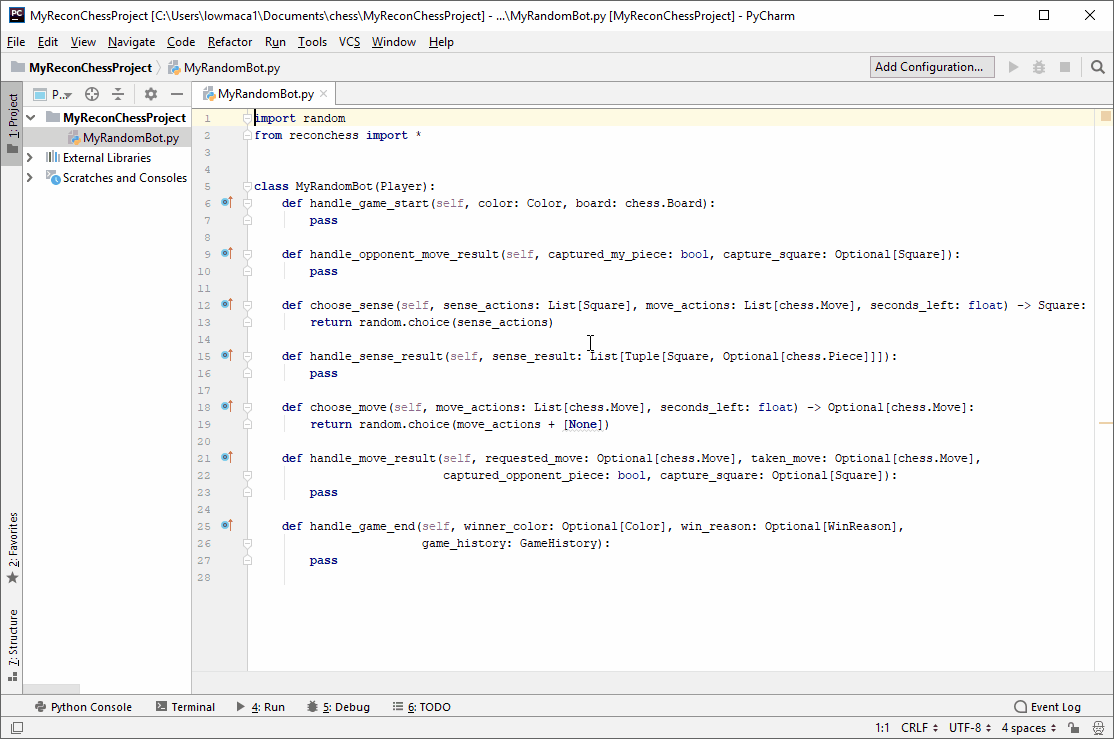 MyReconChessProject [C:\Users\lowmaca1\Documents\chess\MyReconChessProject] - ...\MyRandomBot.py [MyReconChessProject] - PyCharm
File Edit View Navigate Code Refactor Run Tools VCS Window Help
MyReconChessProject MyRandomBot.py Add Configuration...
1: Project
P..
MyReconChessProject
MyRandomBot.py
External Libraries
Scratches and Consoles
2: Favorites
7: Structure
MyRandomBot.py
1 import random
2 from reconchess import *
3
4
5 class MyRandomBot(Player):
6     def handle_game_start(self, color: Color, board: chess.Board):
7         pass
8
9     def handle_opponent_move_result(self, captured_my_piece: bool, capture_square: Optional[Square]):
10         pass
11
12     def choose_sense(self, sense_actions: List[Square], move_actions: List[chess.Move], seconds_left: float) -> Square:
13         return random.choice(sense_actions)
14
15     def handle_sense_result(self, sense_result: List[Tuple[Square, Optional[chess.Piece]]]):
16         pass
17
18     def choose_move(self, move_actions: List[chess.Move], seconds_left: float) -> Optional[chess.Move]:
19         return random.choice(move_actions + [None])
20
21     def handle_move_result(self, requested_move: Optional[chess.Move], taken_move: Optional[chess.Move],
22                            captured_opponent_piece: bool, capture_square: Optional[Square]):
23         pass
24
25     def handle_game_end(self, winner_color: Optional[Color], win_reason: Optional[WinReason],
26                         game_history: GameHistory):
27         pass
28
Python Console Terminal 4: Run 5: Debug 6: TODO Event Log
1:1 CRLF UTF-8 4 spaces